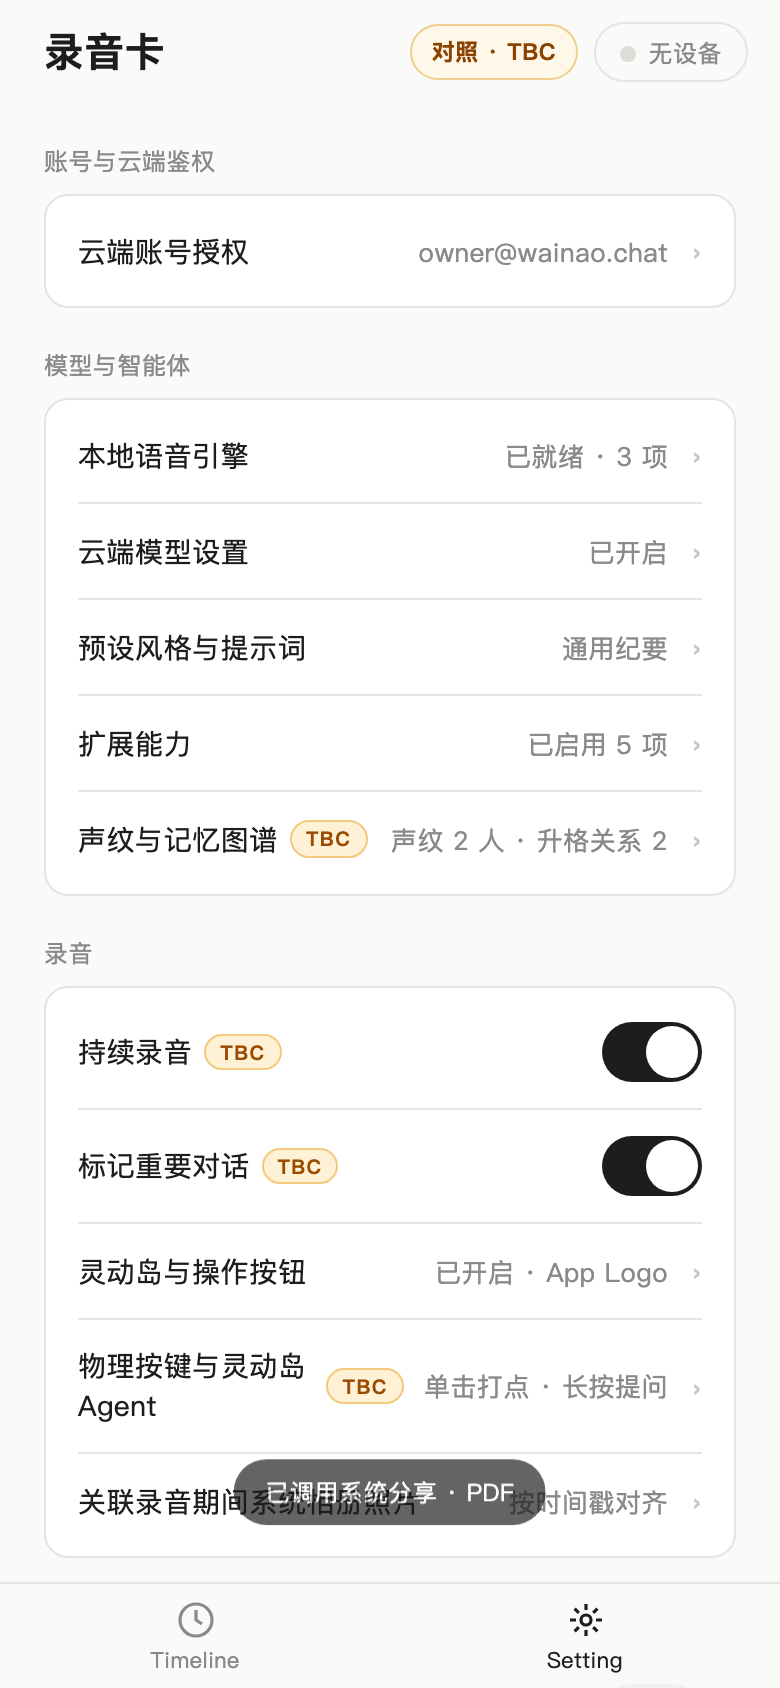 录音卡
对照 · TBC
无设备
账号与云端鉴权
云端账号授权 owner@wainao.chat
模型与智能体
本地语音引擎 已就绪 · 3 项
云端模型设置 已开启
预设风格与提示词 通用纪要
扩展能力 已启用 5 项
声纹与记忆图谱 TBC 声纹 2 人 · 升格关系 2
录音
持续录音 TBC
标记重要对话 TBC
灵动岛与操作按钮 已开启 · App Logo
物理按键与灵动岛
Agent
TBC 单击打点 · 长按提问
关联录音期间系统相册照片 按时间戳对齐
已调用系统分享 · PDF
Timeline
Setting